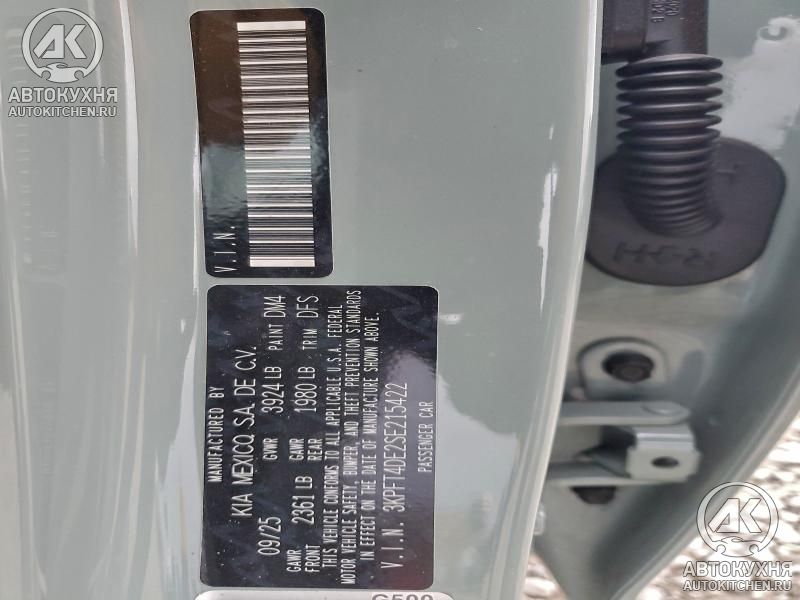 АВТОКУХНЯ
AUTOKITCHEN.RU
V.I.N.
MANUFACTURED BY
KIA MEXICO, S.A. DE C.V.
09/25 GVWR 3924 LB PAINT DM4
GAWR FRONT 2361 LB GAWR REAR 1980 LB TRIM DFS
THIS VEHICLE CONFORMS TO ALL APPLICABLE U.S.A. FEDERAL
MOTOR VEHICLE SAFETY, BUMPER, AND THEFT PREVENTION STANDARDS
IN EFFECT ON THE DATE OF MANUFACTURE SHOWN ABOVE.
V.I.N. 3KPFT4DE2SE215422
PASSENGER CAR
RJH
АВТОКУХНЯ
AUTOKITCHEN.RU